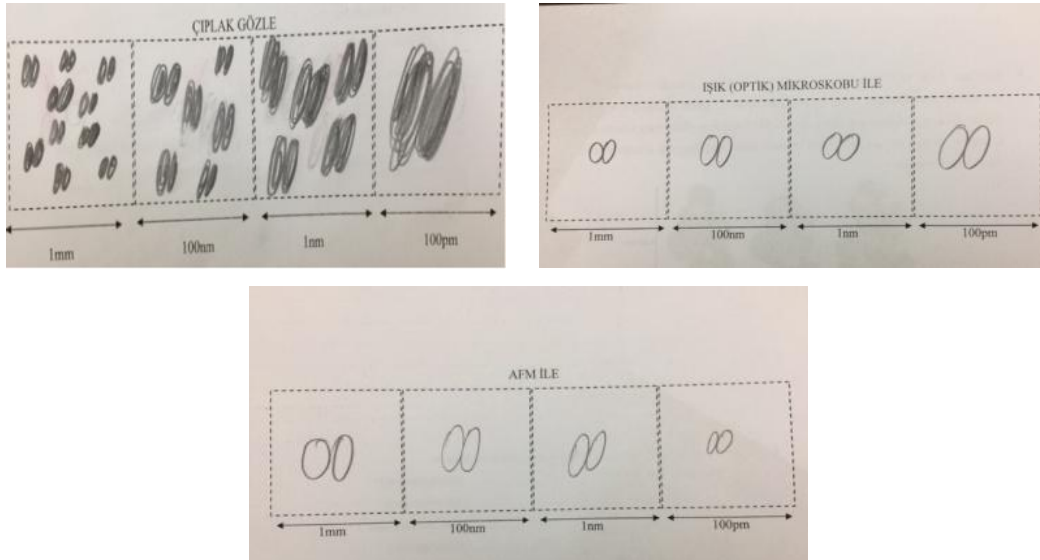 ÇIPLAK GÖZLE
1mm 100nm 1nm 100pm
IŞIK (OPTİK) MİKROSKOBU İLE
1mm 100nm 1nm 100pm
AFM İLE
1mm 100nm 1nm 100pm